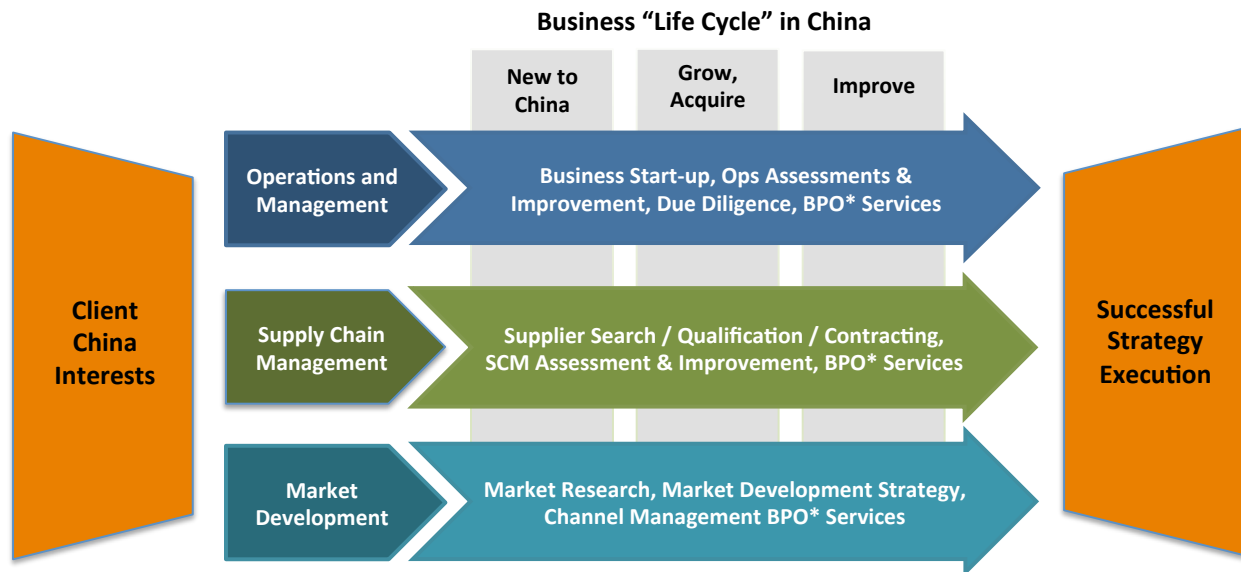 Business “Life Cycle” in China
New to
China
Grow,
Acquire
Improve
Client
China
Interests
Operations and
Management
Business Start-up, Ops Assessments &
Improvement, Due Diligence, BPO* Services
Supply Chain
Management
Supplier Search / Qualification / Contracting,
SCM Assessment & Improvement, BPO* Services
Market
Development
Market Research, Market Development Strategy,
Channel Management BPO* Services
Successful
Strategy
Execution